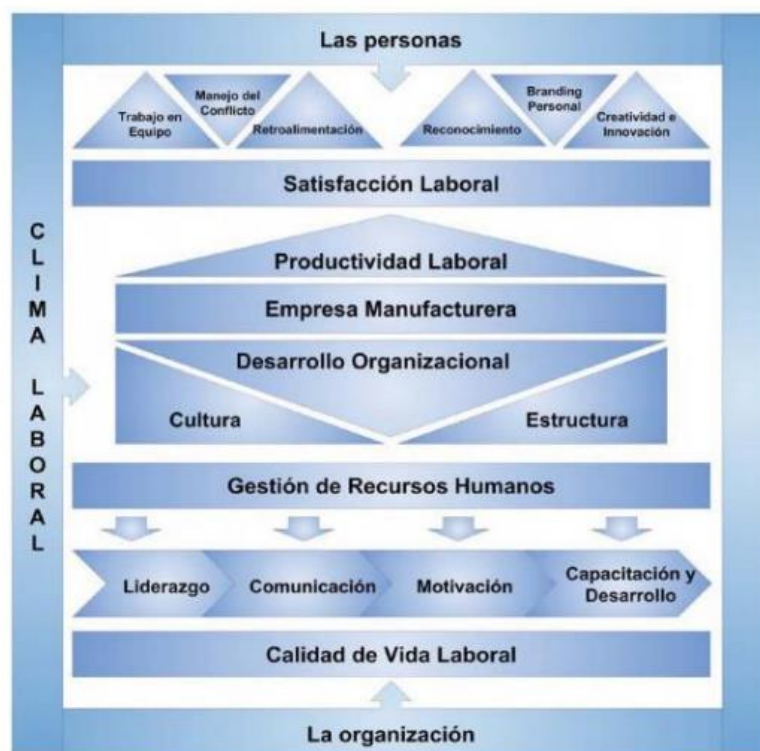 Las personas
Manejo del
Conflicto
Branding
Personal
Trabajo en
Equipo
Retroalimentación
Reconocimiento
Creatividad e
Innovación
Satisfacción Laboral
CLIMA LABORAL
Productividad Laboral
Empresa Manufacturera
Desarrollo Organizacional
Cultura
Estructura
Gestión de Recursos Humanos
Liderazgo
Comunicación
Motivación
Capacitación y
Desarrollo
Calidad de Vida Laboral
La organización